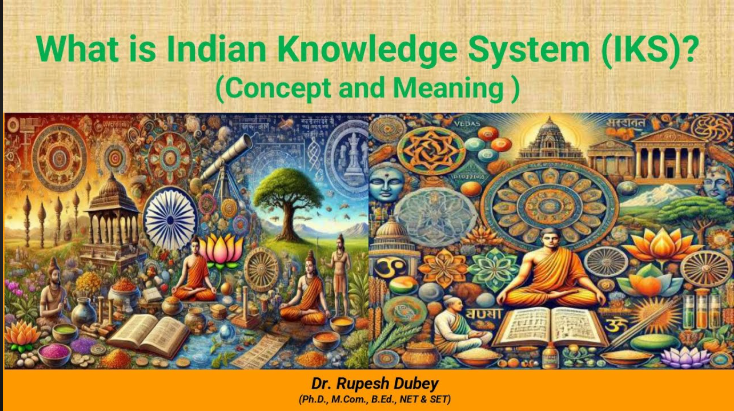 What is Indian Knowledge System (IKS)?
(Concept and Meaning )
VEDAS
Dr. Rupesh Dubey
(Ph.D., M.Com., B.Ed., NET & SET)